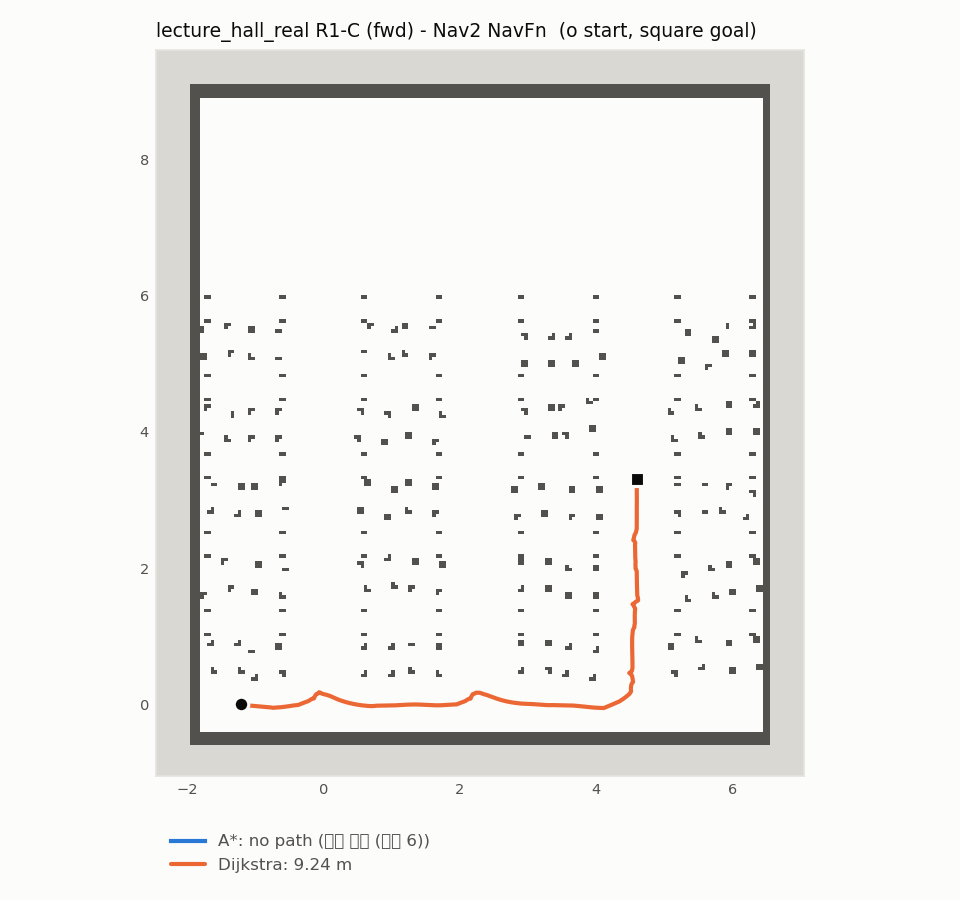 lecture_hall_real R1-C (fwd) - Nav2 NavFn  (o start, square goal)
8
6
4
2
0
−2 0 2 4 6
A*: no path ( ( 6))
Dijkstra: 9.24 m